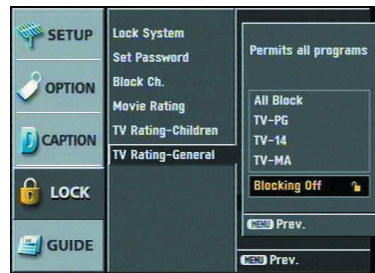 SETUP
OPTION
CAPTION
LOCK
GUIDE
Lock System
Set Password
Block Ch.
Movie Rating
TV Rating-Children
TV Rating-General
Permits all programs
All Block
TV-PG
TV-14
TV-MA
Blocking Off
MENU Prev.
MENU Prev.